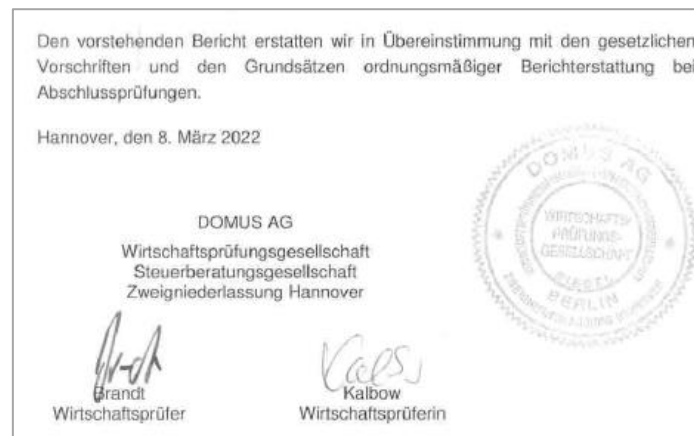 Den vorstehenden Bericht erstatten wir in Übereinstimmung mit den gesetzlichen
Vorschriften und den Grundsätzen ordnungsmäßiger Berichterstattung bei
Abschlussprüfungen.
Hannover, den 8. März 2022
DOMUS AG
WIRTSCHAFTS-
PRÜFUNGS-
GESELLSCHAFT
SIEGEL
BERLIN
DOMUS AG
Wirtschaftsprüfungsgesellschaft
Steuerberatungsgesellschaft
Zweigniederlassung Hannover
Brandt
Wirtschaftsprüfer
Kalbow
Wirtschaftsprüferin